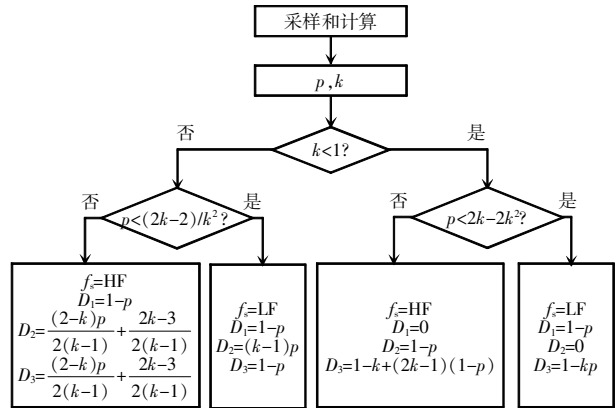 采样和计算
p,k
否
k<1?
是
否
p<(2k-2)/k²?
是
否
p<2k-2k²?
是
fₛ=HF
D₁=1-p
D₂=(2-k)p/2(k-1)+2k-3/2(k-1)
D₃=(2-k)p/2(k-1)+2k-3/2(k-1)
fₛ=LF
D₁=1-p
D₂=(k-1)p
D₃=1-p
fₛ=HF
D₁=0
D₂=1-p
D₃=1-k+(2k-1)(1-p)
fₛ=LF
D₁=1-p
D₂=0
D₃=1-kp